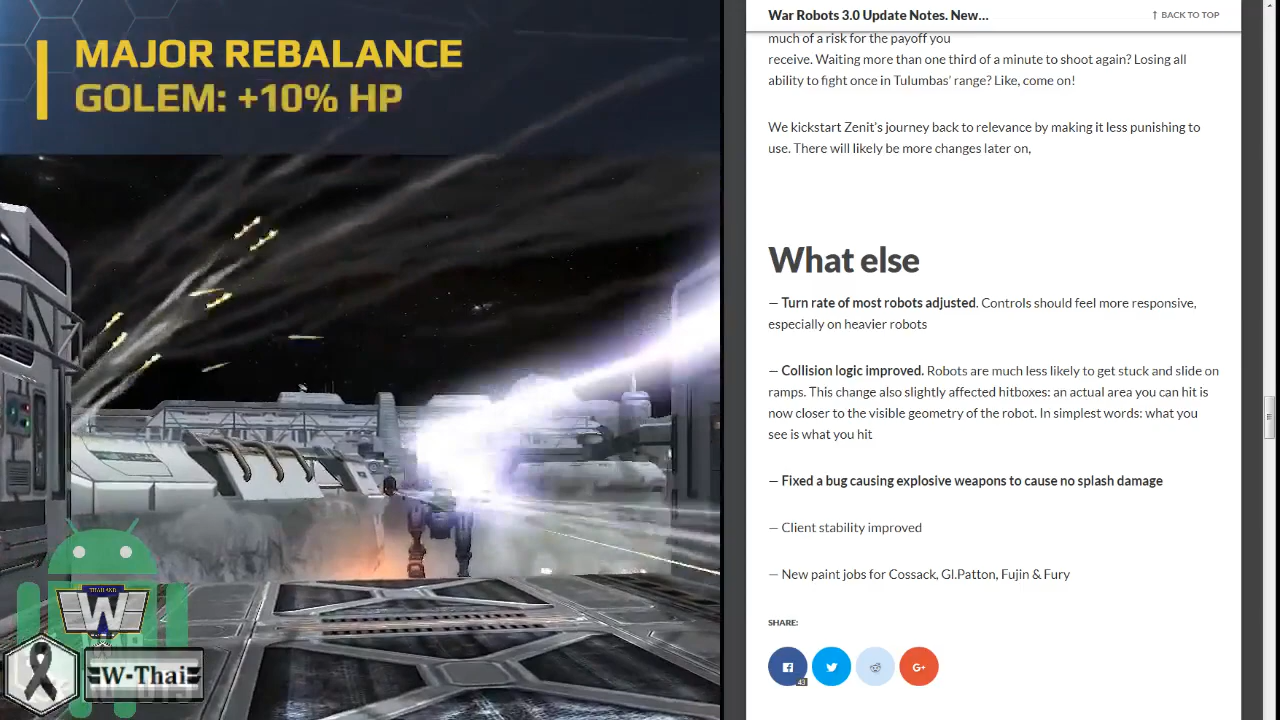 MAJOR REBALANCE
GOLEM: +10% HP
THAILAND
W
W-Thai
War Robots 3.0 Update Notes. New…
↑ BACK TO TOP
much of a risk for the payoff you
receive. Waiting more than one third of a minute to shoot again? Losing all
ability to fight once in Tulumbas’ range? Like, come on!
We kickstart Zenit’s journey back to relevance by making it less punishing to
use. There will likely be more changes later on,
What else
— Turn rate of most robots adjusted. Controls should feel more responsive,
especially on heavier robots
— Collision logic improved. Robots are much less likely to get stuck and slide on
ramps. This change also slightly affected hitboxes: an actual area you can hit is
now closer to the visible geometry of the robot. In simplest words: what you
see is what you hit
— Fixed a bug causing explosive weapons to cause no splash damage
— Client stability improved
— New paint jobs for Cossack, Gl.Patton, Fujin & Fury
SHARE:
43
G+